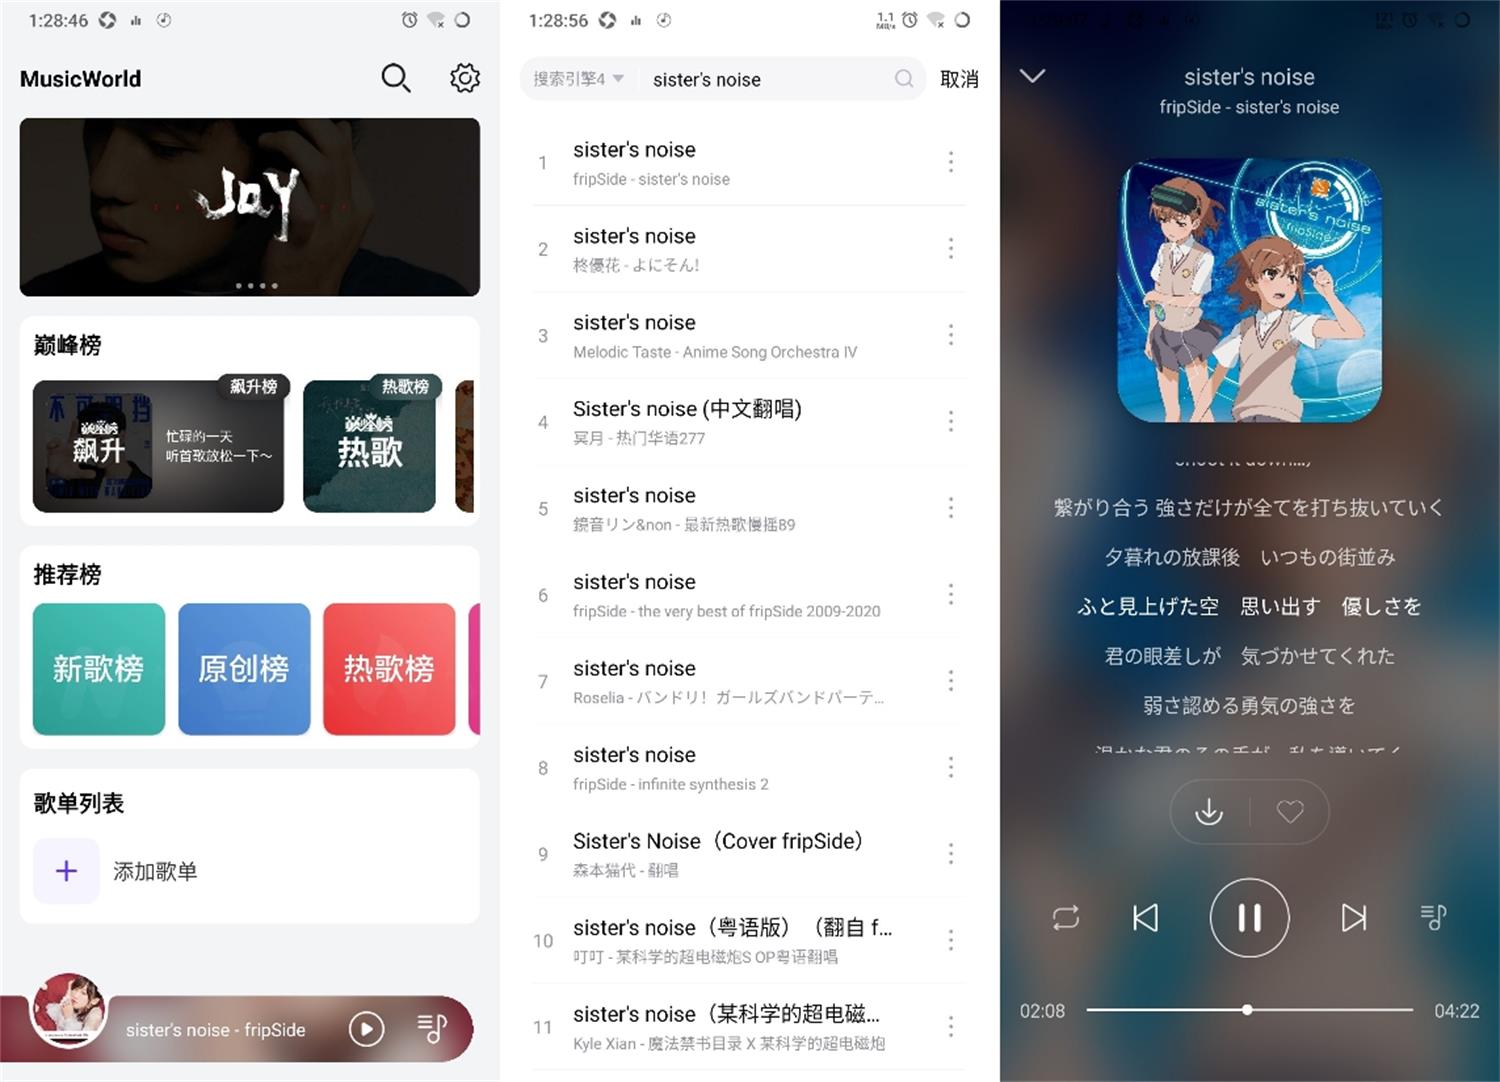 1:28:46
MusicWorld
JoY
巅峰榜
飙升榜
不可阻挡
巅峰榜
飙升
忙碌的一天
听首歌放松一下～
热歌榜
巅峰榜
热歌
推荐榜
新歌榜
原创榜
热歌榜
歌单列表
+ 添加歌单
sister's noise - fripSide
1:28:56
1.1
搜索引擎4
sister's noise
取消
1
sister's noise
fripSide - sister's noise
2
sister's noise
柊優花 - よにそん!
3
sister's noise
Melodic Taste - Anime Song Orchestra IV
4
Sister's noise (中文翻唱)
冥月 - 热门华语277
5
sister's noise
鏡音リン&non - 最新热歌慢摇89
6
sister's noise
fripSide - the very best of fripSide 2009-2020
7
sister's noise
Roselia - バンドリ！ガールズバンドパーテ...
8
sister's noise
fripSide - infinite synthesis 2
9
Sister's Noise（Cover fripSide）
森本猫代 - 翻唱
10
sister's noise（粤语版）（翻自 f...
叮叮 - 某科学的超电磁炮S OP粤语翻唱
11
sister's noise（某科学的超电磁...
Kyle Xian - 魔法禁书目录 X 某科学的超电磁炮
sister's noise
fripSide - sister's noise
sister's noise
fripSide
繋がり合う 強さだけが全てを打ち抜いていく
夕暮れの放課後　いつもの街並み
ふと見上げた空　思い出す　優しさを
君の眼差しが　気づかせてくれた
弱さ認める勇気の強さを
02:08
04:22